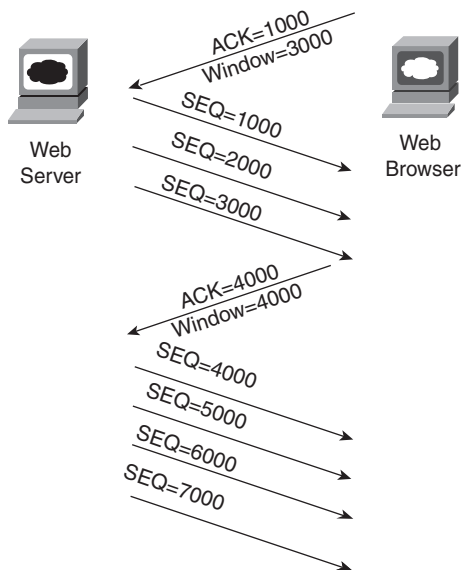 ACK=1000
Window=3000
SEQ=1000
Web
Server
Web
Browser
SEQ=2000
SEQ=3000
ACK=4000
Window=4000
SEQ=4000
SEQ=5000
SEQ=6000
SEQ=7000